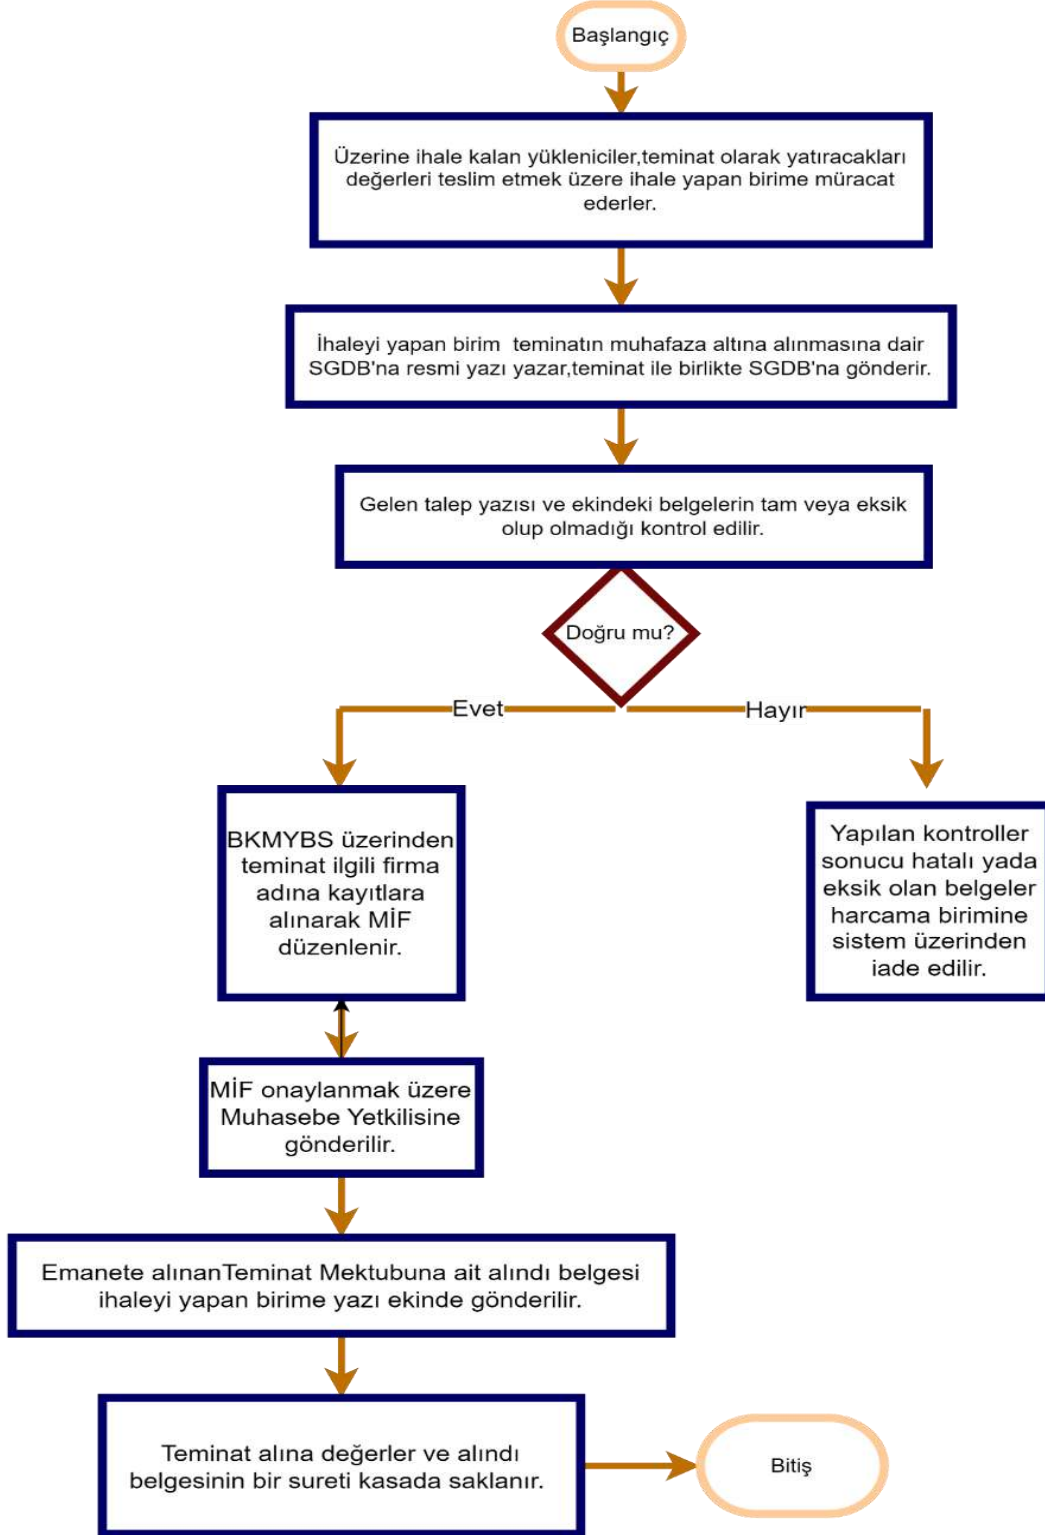 Başlangıç
Üzerine ihale kalan yükleniciler,teminat olarak yatıracakları
değerleri teslim etmek üzere ihale yapan birime müracat
ederler.
İhaleyi yapan birim teminatın muhafaza altına alınmasına dair
SGDB'na resmi yazı yazar,teminat ile birlikte SGDB'na gönderir.
Gelen talep yazısı ve ekindeki belgelerin tam veya eksik
olup olmadığı kontrol edilir.
Doğru mu?
Evet
Hayır
BKMYBS üzerinden
teminat ilgili firma
adına kayıtlara
alınarak MİF
düzenlenir.
Yapılan kontroller
sonucu hatalı yada
eksik olan belgeler
harcama birimine
sistem üzerinden
iade edilir.
MİF onaylanmak üzere
Muhasebe Yetkilisine
gönderilir.
Emanete alınanTeminat Mektubuna ait alındı belgesi
ihaleyi yapan birime yazı ekinde gönderilir.
Teminat alına değerler ve alındı
belgesinin bir sureti kasada saklanır.
Bitiş